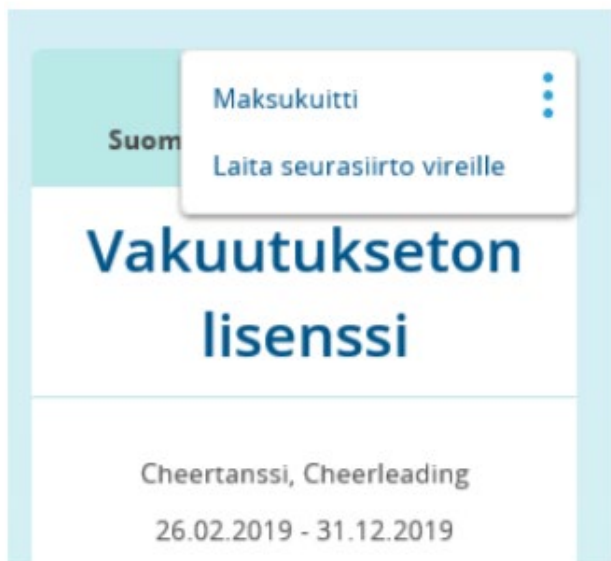 Maksukuitti
Suom
Laita seurasiirto vireille
Vakuutukseton
lisenssi
Cheertanssi, Cheerleading
26.02.2019 - 31.12.2019